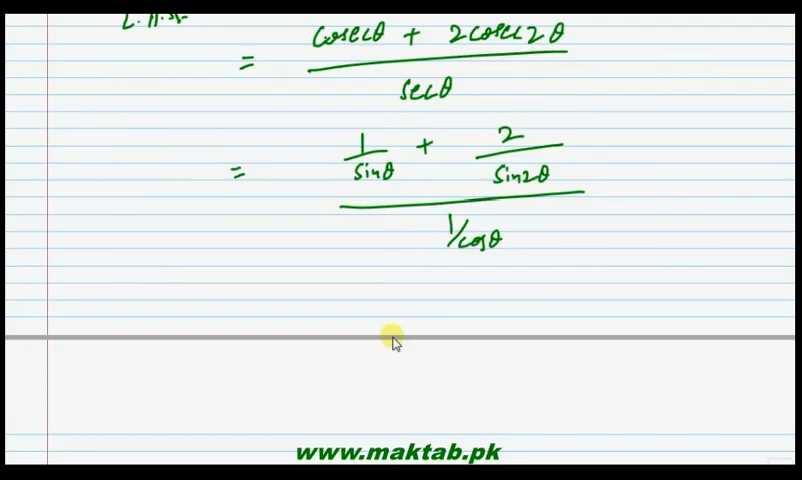 L.H.S
cosecθ + 2cosec2θ
=
secθ
1 + 2
=
sinθ sin2θ
1/cosθ
www.maktab.pk